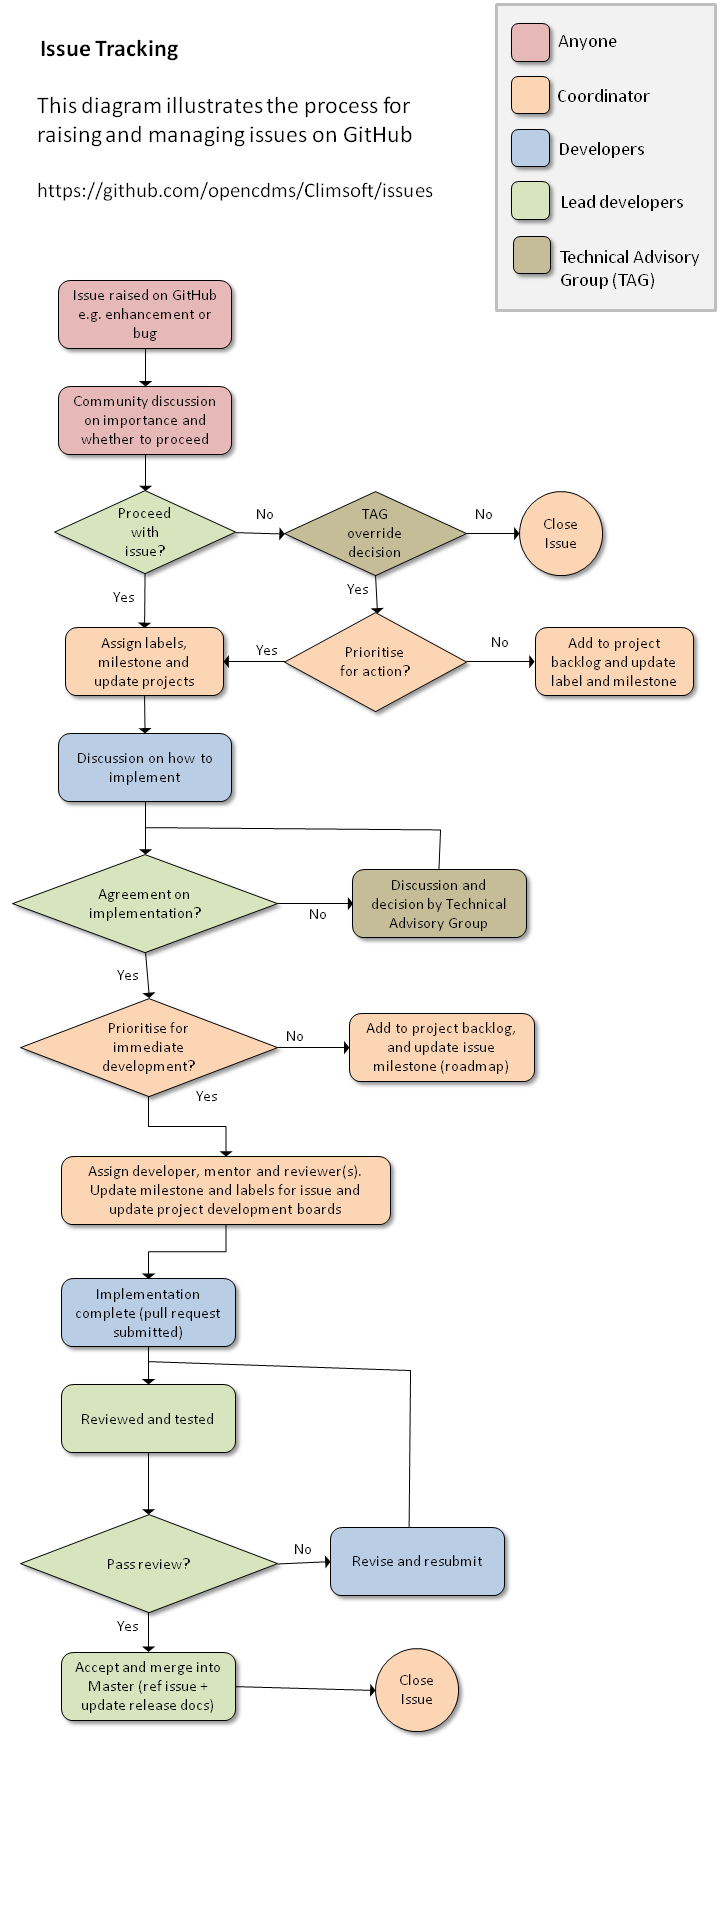 Issue Tracking
This diagram illustrates the process for
raising and managing issues on GitHub
https://github.com/opencdms/Climsoft/issues
Anyone
Coordinator
Developers
Lead developers
Technical Advisory
Group (TAG)
Issue raised on GitHub
e.g. enhancement or
bug
Community discussion
on importance and
whether to proceed
Proceed
with
issue?
No
TAG
override
decision
No
Close
Issue
Yes
Yes
Assign labels,
milestone and
update projects
Yes
Prioritise
for action?
No
Add to project
backlog and update
label and milestone
Discussion on how to
implement
Agreement on
implementation?
No
Discussion and
decision by Technical
Advisory Group
Yes
Prioritise for
immediate
development?
No
Add to project backlog,
and update issue
milestone (roadmap)
Yes
Assign developer, mentor and reviewer(s).
Update milestone and labels for issue and
update project development boards
Implementation
complete (pull request
submitted)
Reviewed and tested
Pass review?
No
Revise and resubmit
Yes
Accept and merge into
Master (ref issue +
update release docs)
Close
Issue